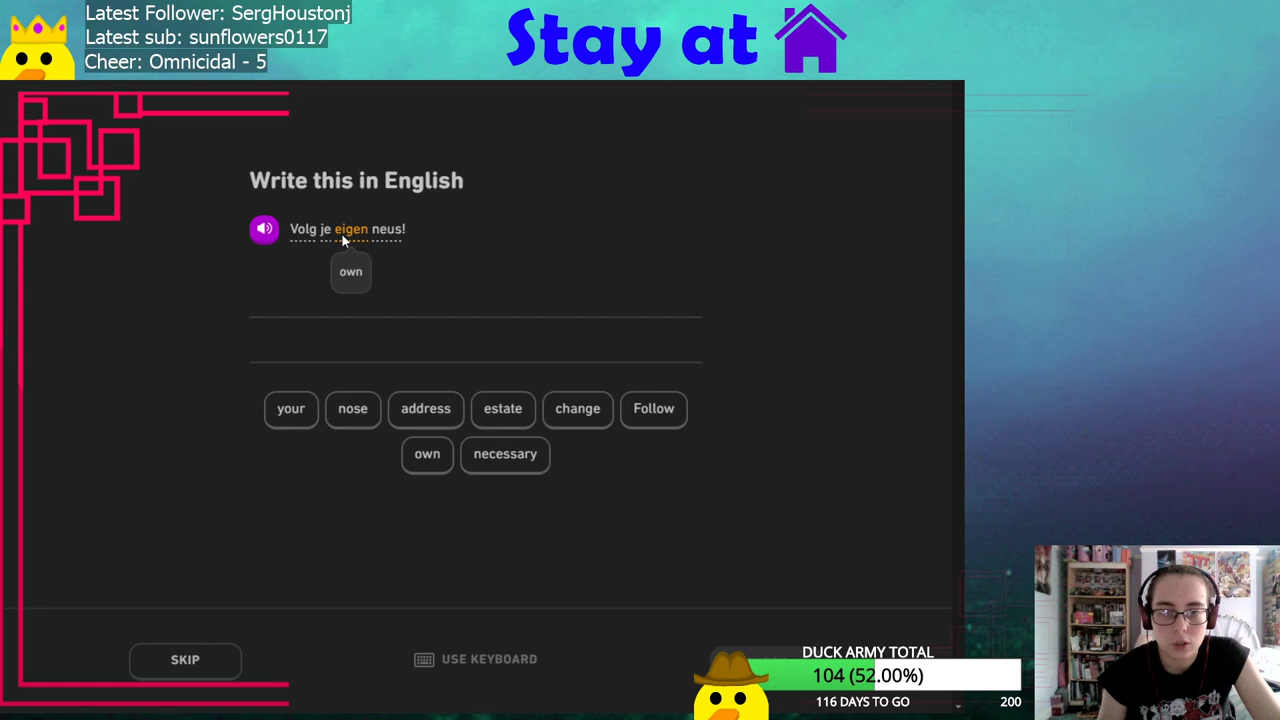 Latest Follower: SergHoustonj
Latest sub: sunflowers0117
Cheer: Omnicidal - 5
Stay at
Write this in English
Volg je eigen neus!
own
your nose address estate change Follow
own necessary
SKIP
USE KEYBOARD
DUCK ARMY TOTAL
104 (52.00%)
116 DAYS TO GO
200